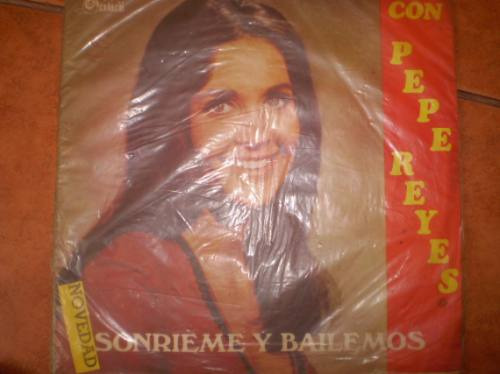 CON
PEPE REYES
NOVEDAD
SONRIEME Y BAILEMOS